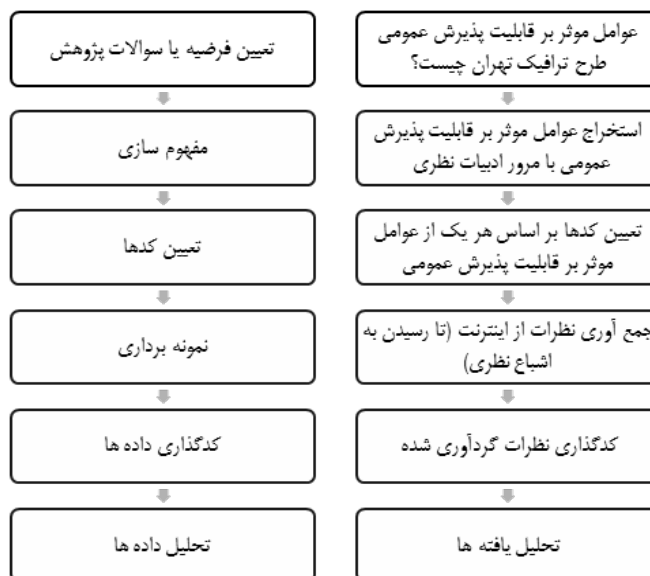 عوامل موثر بر قابلیت پذیرش عمومی
طرح ترافیک تهران چیست؟
تعیین فرضیه یا سوالات پژوهش
استخراج عوامل موثر بر قابلیت پذیرش
عمومی با مرور ادبیات نظری
مفهوم سازی
تعیین کدها بر اساس هر یک از عوامل
موثر بر قابلیت پذیرش عمومی
تعیین کدها
جمع آوری نظرات از اینترنت (تا رسیدن به
اشباع نظری)
نمونه برداری
کدگذاری نظرات گردآوری شده
کدگذاری داده ها
تحلیل یافته ها
تحلیل داده ها